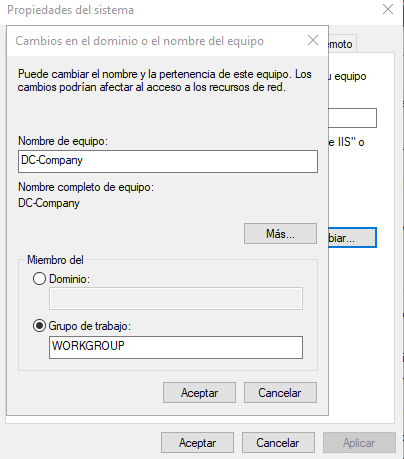 Propiedades del sistema
Cambios en el dominio o el nombre del equipo
Puede cambiar el nombre y la pertenencia de este equipo. Los
cambios podrían afectar al acceso a los recursos de red.
Nombre de equipo:
DC-Company
Nombre completo de equipo:
DC-Company
Más...
Miembro del
Dominio:
Grupo de trabajo:
WORKGROUP
Aceptar
Cancelar
emoto
u equipo
e IIS" o
biar...
Aceptar
Cancelar
Aplicar